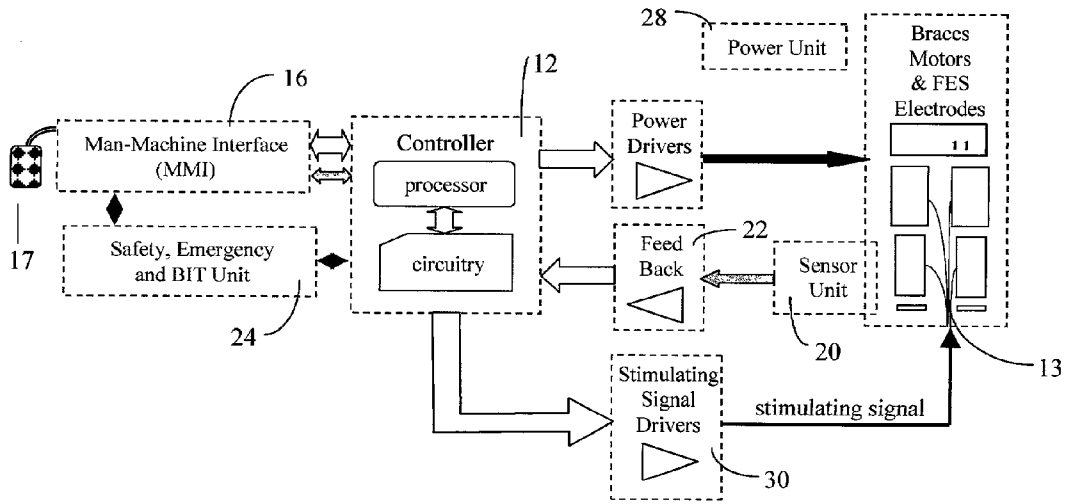 28
Power Unit
Braces
Motors
& FES
Electrodes
11
16
12
Man-Machine Interface
(MMI)
Controller
processor
circuitry
Power
Drivers
17
Safety, Emergency
and BIT Unit
24
Feed
Back
22
Sensor
Unit
20
13
Stimulating
Signal
Drivers
30
stimulating signal